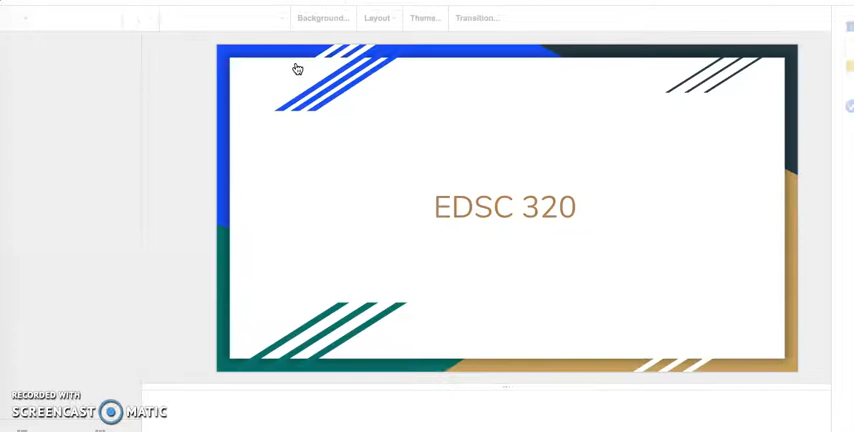 Background... Layout Theme... Transition...
EDSC 320
RECORDED WITH
SCREENCAST MATIC